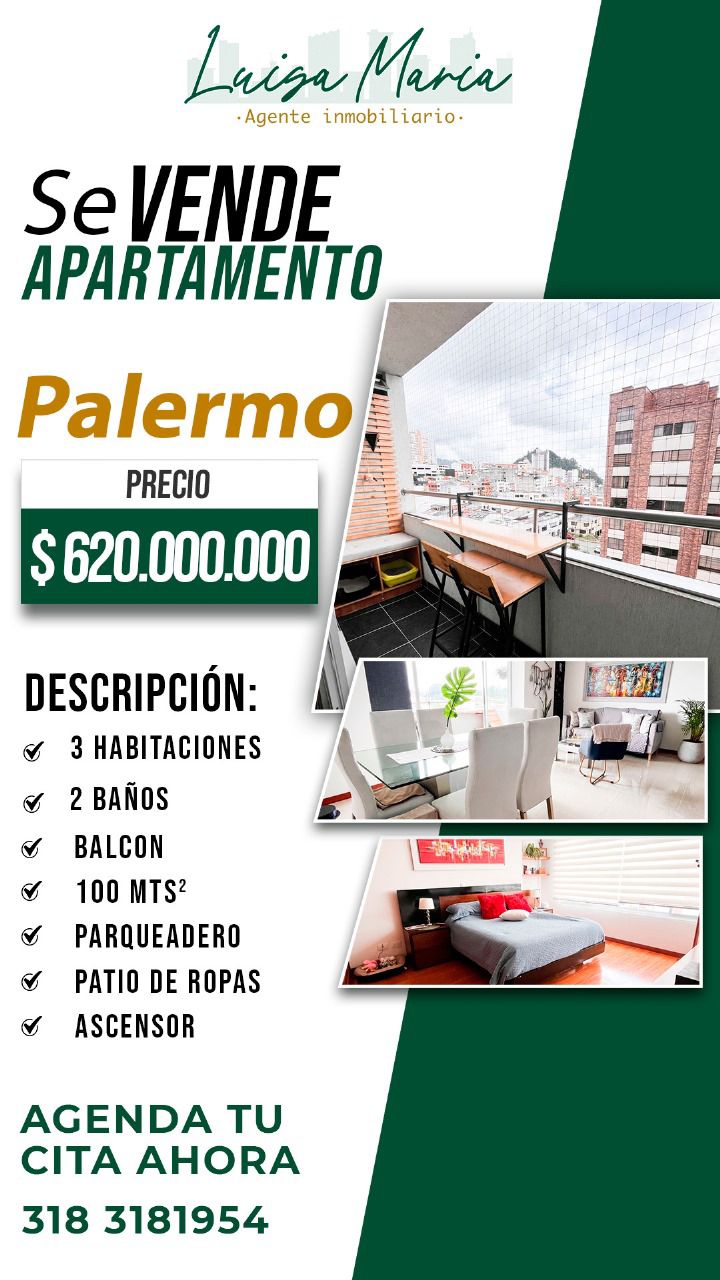 Luisa Maria
·Agente inmobiliario·
Se VENDE
APARTAMENTO
Palermo
PRECIO
$ 620.000.000
DESCRIPCIÓN:
3 HABITACIONES
2 BAÑOS
BALCON
100 MTS²
PARQUEADERO
PATIO DE ROPAS
ASCENSOR
AGENDA TU
CITA AHORA
318 3181954